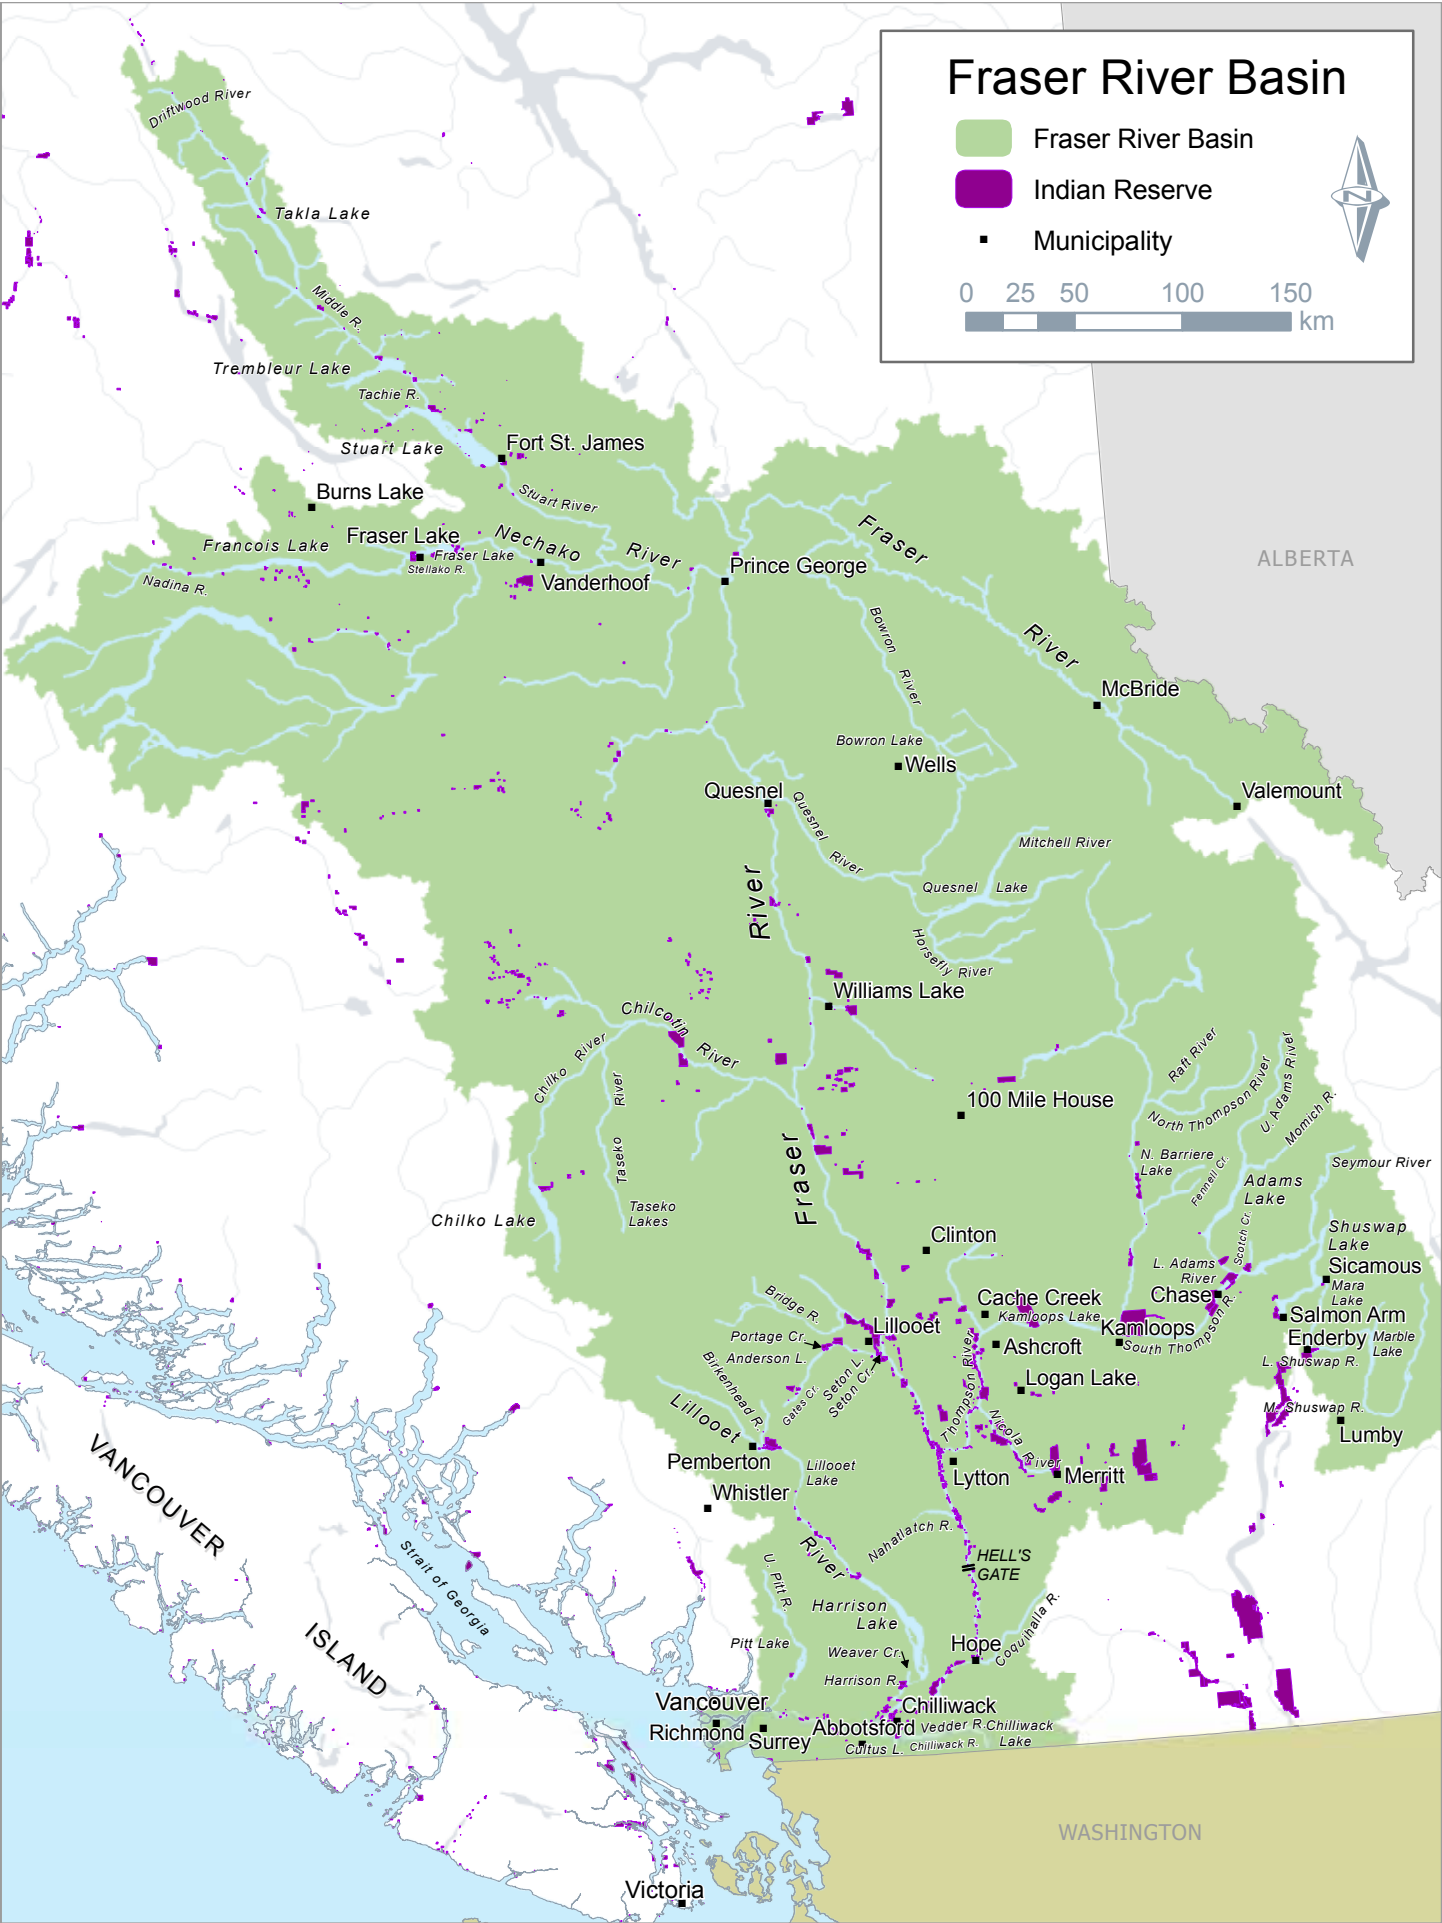 Fraser River Basin
Fraser River Basin
Indian Reserve
Municipality
N
0 25 50 100 150
km
Driftwood River
Takla Lake
Middle R.
Trembleur Lake
Tachie R.
Stuart Lake
Fort St. James
Stuart River
Burns Lake
Fraser Lake
Francois Lake
Fraser Lake
Stellako R.
Nechako River
Vanderhoof
Nadina R.
Prince George
Fraser River
ALBERTA
Bowron River
McBride
Bowron Lake
Wells
Valemount
Quesnel
Quesnel River
Mitchell River
Quesnel Lake
River
Horsefly River
Williams Lake
Chilcotin River
Chilko River
Taseko River
Raft River
North Thompson River
U. Adams River
Momich R.
100 Mile House
Fraser
N. Barriere
Lake
Fennell Cr.
Seymour River
Adams
Lake
Taseko
Lakes
Chilko Lake
Scotch Cr.
Shuswap
Lake
Clinton
L. Adams
River
Sicamous
Mara
Lake
Chase
Bridge R.
Cache Creek
Kamloops Lake
Salmon Arm
Lillooet
Kamloops
South Thompson R.
Enderby
Marble
Lake
Portage Cr.
Anderson L.
Ashcroft
L. Shuswap R.
Birkenhead R.
Gates Cr.
Seton L.
Seton Cr.
Thompson River
Logan Lake
M. Shuswap R.
Lumby
Lillooet
Nicola River
Pemberton
Lillooet
Lake
Lytton
Merritt
Whistler
VANCOUVER
Nahatlatch R.
River
HELL'S
GATE
Strait of Georgia
U. Pitt R.
Harrison
Lake
Coquihalla R.
ISLAND
Pitt Lake
Weaver Cr.
Hope
Harrison R.
Vancouver
Chilliwack
Richmond
Surrey
Abbotsford
Vedder R.
Chilliwack
Lake
Cultus L.
Chilliwack R.
WASHINGTON
Victoria